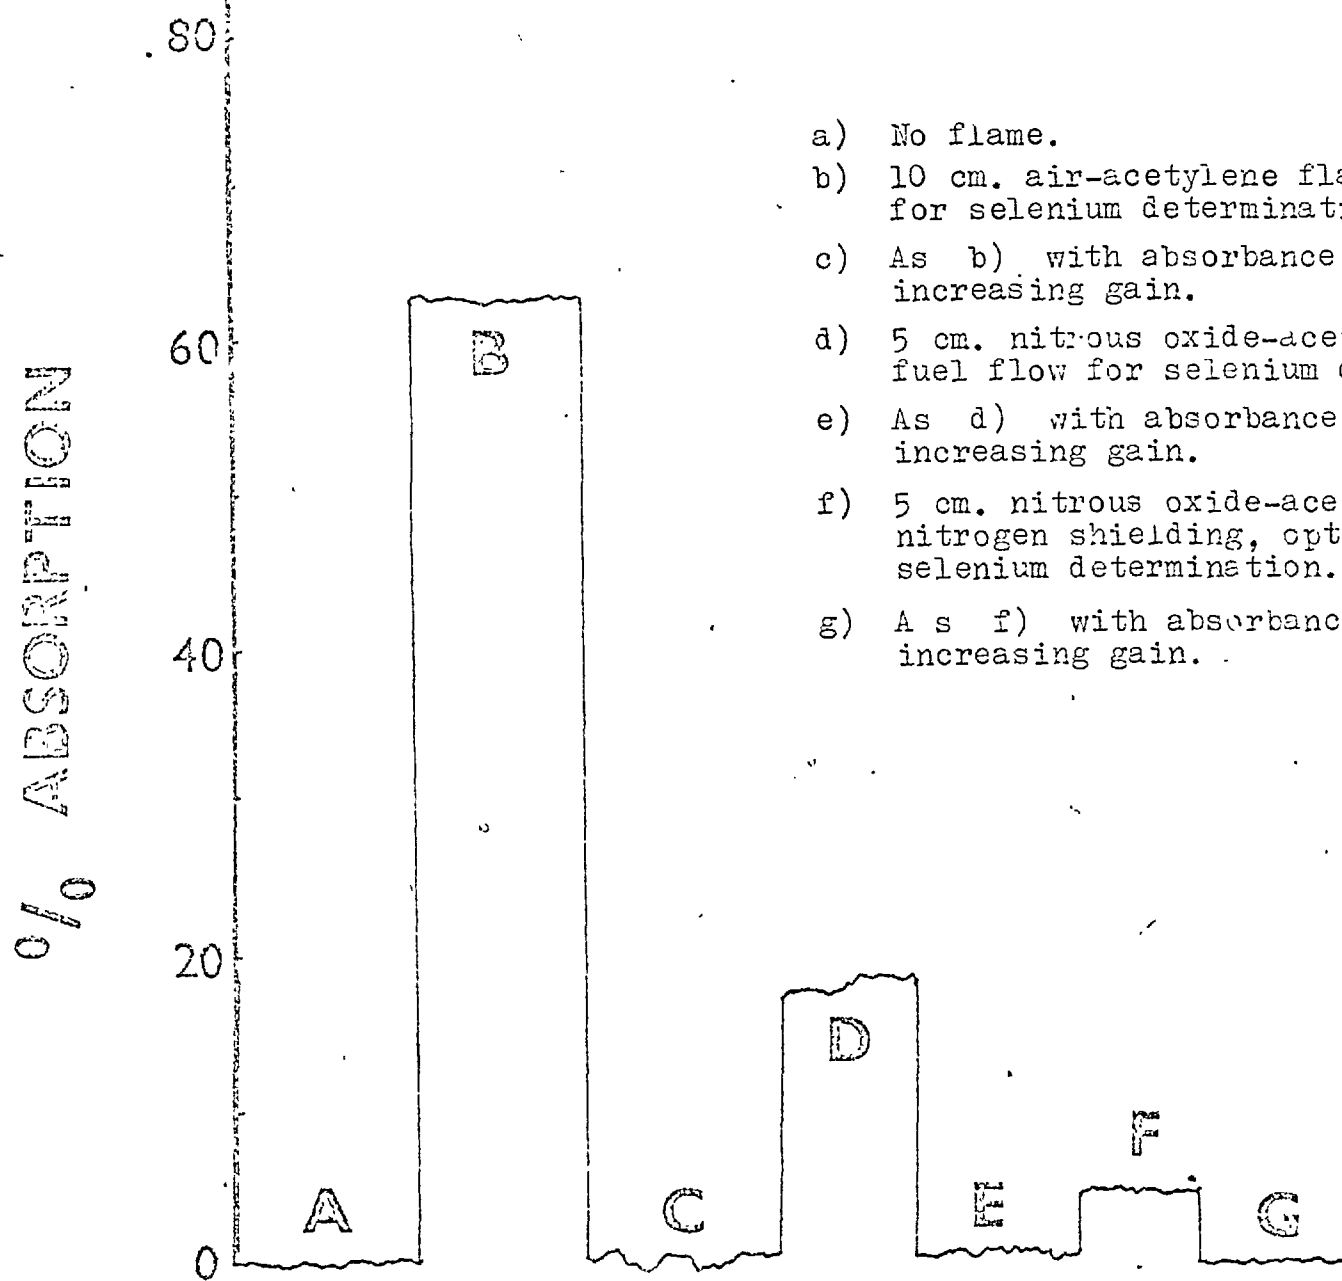 80
60
40
20
0
% ABSORPTION
a) No flame.
b) 10 cm. air-acetylene fla
for selenium determinati
c) As b) with absorbance
increasing gain.
d) 5 cm. nitrous oxide-ace
fuel flow for selenium
e) As d) with absorbance
increasing gain.
f) 5 cm. nitrous oxide-ace
nitrogen shielding, opt
selenium determination.
g) A s f) with absorbanc
increasing gain.
A
B
C
D
E
F
G